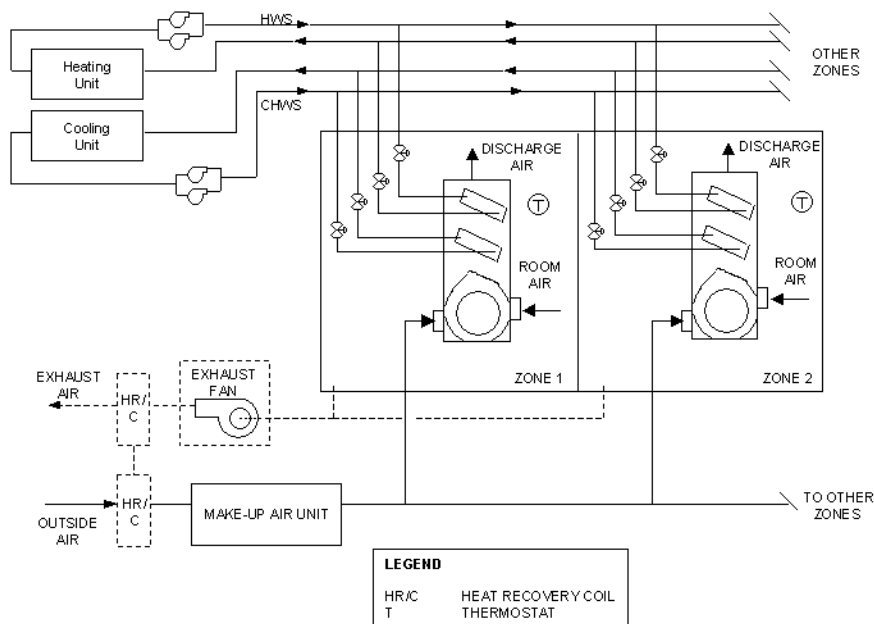 HWS
Heating
Unit
OTHER
ZONES
CHWS
Cooling
Unit
DISCHARGE
AIR
DISCHARGE
AIR
T
T
ROOM
AIR
ROOM
AIR
ZONE 1
ZONE 2
EXHAUST
AIR
HR/
C
EXHAUST
FAN
HR/
C
OUTSIDE
AIR
MAKE-UP AIR UNIT
TO OTHER
ZONES
LEGEND
HR/C HEAT RECOVERY COIL
T THERMOSTAT